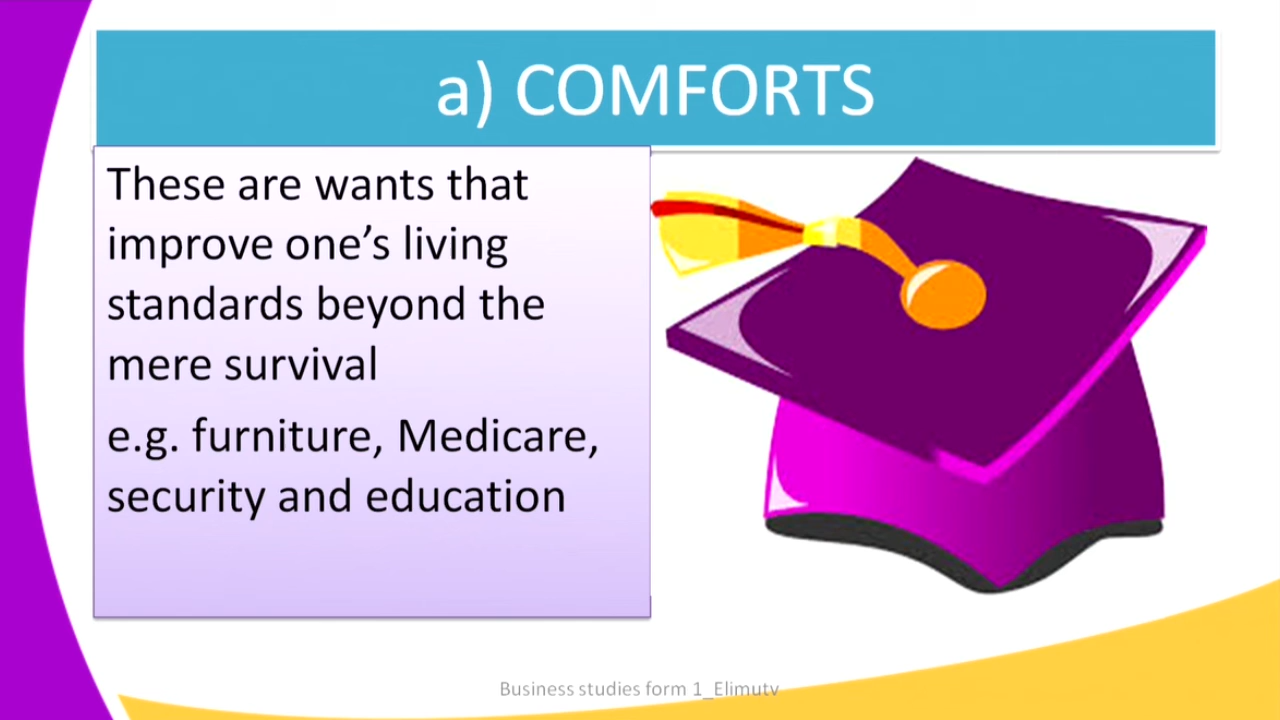 a) COMFORTS
These are wants that
improve one’s living
standards beyond the
mere survival
e.g. furniture, Medicare,
security and education
Business studies form 1_Elimutv